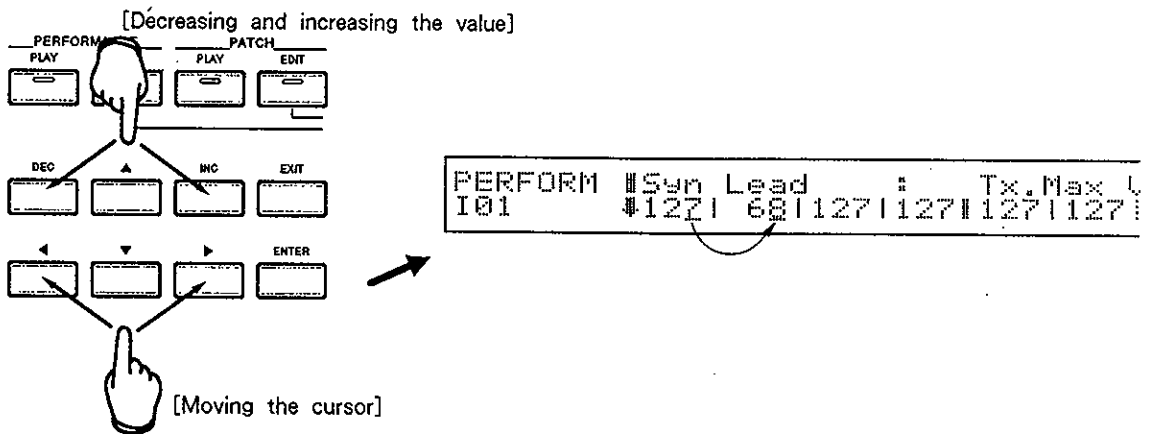 [Decreasing and increasing the value]
PATCH
PLAY
PLAY EDIT
DEC ▲ INC EXIT
◀ ▼ ▶ ENTER
PERFORM Syn Lead : Tx.Max
I01 127| 68|127|127 127|127
[Moving the cursor]